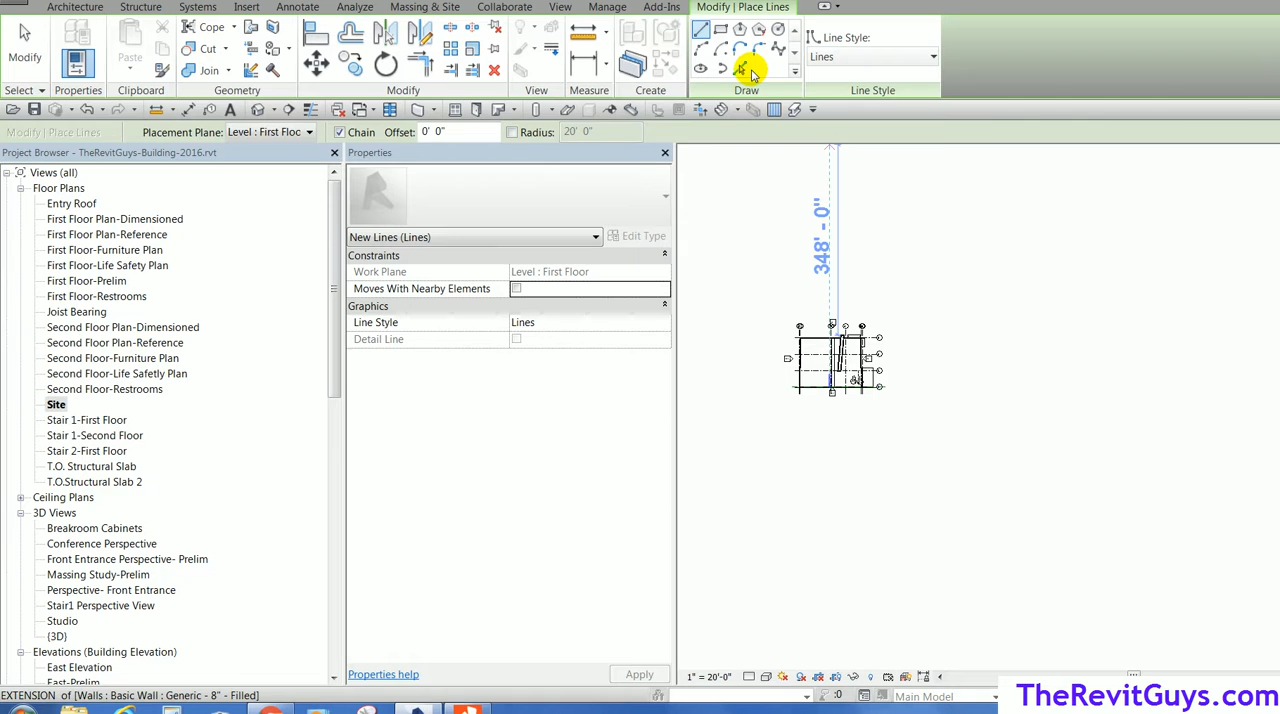 Architecture Structure Systems Insert Annotate Analyze Massing & Site Collaborate View Manage Add-Ins Modify | Place Lines
Modify
Paste
Cope
Cut
Join
Line Style:
Lines
Select Properties Clipboard Geometry Modify View Measure Create Draw Line Style
Modify | Place Lines Placement Plane: Level : First Floc Chain Offset: 0' 0" Radius: 20' 0"
Project Browser - TheRevitGuys-Building-2016.rvt
Views (all)
Floor Plans
Entry Roof
First Floor Plan-Dimensioned
First Floor Plan-Reference
First Floor-Furniture Plan
First Floor-Life Safety Plan
First Floor-Prelim
First Floor-Restrooms
Joist Bearing
Second Floor Plan-Dimensioned
Second Floor Plan-Reference
Second Floor-Furniture Plan
Second Floor-Life Safetly Plan
Second Floor-Restrooms
Site
Stair 1-First Floor
Stair 1-Second Floor
Stair 2-First Floor
T.O. Structural Slab
T.O.Structural Slab 2
Ceiling Plans
3D Views
Breakroom Cabinets
Conference Perspective
Front Entrance Perspective- Prelim
Massing Study-Prelim
Perspective- Front Entrance
Stair1 Perspective View
Studio
{3D}
Elevations (Building Elevation)
East Elevation
East-Prelim
Properties
New Lines (Lines) Edit Type
Constraints
Work Plane Level : First Floor
Moves With Nearby Elements
Graphics
Line Style Lines
Detail Line
Properties help Apply
348' - 0"
1" = 20'-0"
EXTENSION of [Walls : Basic Wall : Generic - 8" - Filled]
:0 Main Model
TheRevitGuys.com